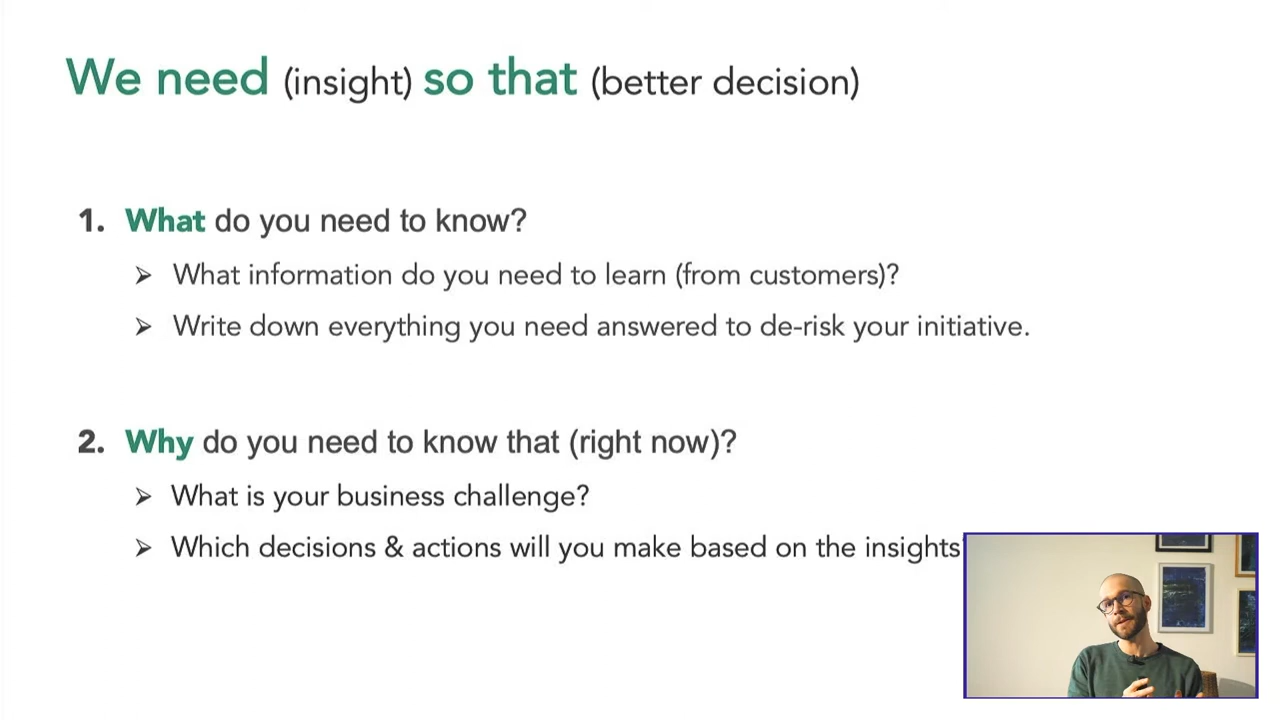 We need (insight) so that (better decision)
1. What do you need to know?
➢ What information do you need to learn (from customers)?
➢ Write down everything you need answered to de-risk your initiative.
2. Why do you need to know that (right now)?
➢ What is your business challenge?
➢ Which decisions & actions will you make based on the insights